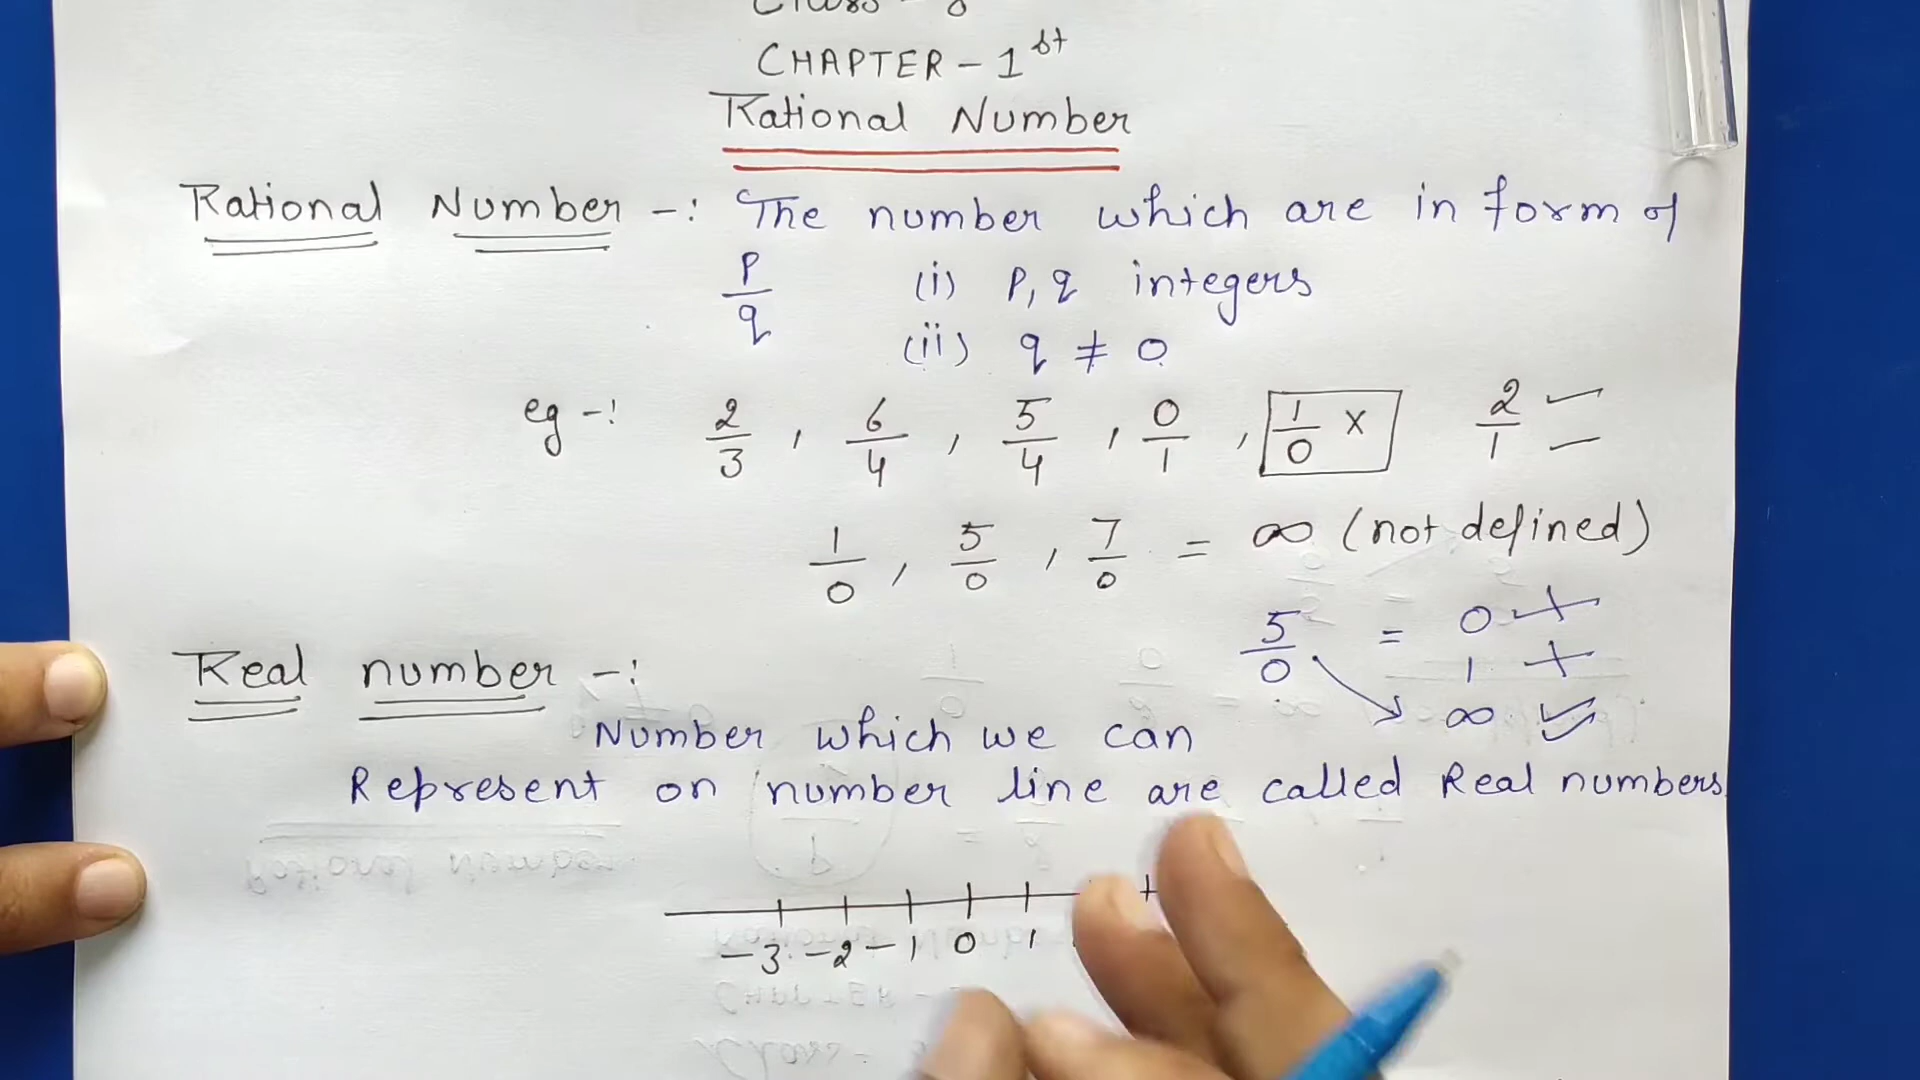 Class - 8
CHAPTER - 1st
Rational Number
Rational Number -: The number which are in form of
p/q (i) P, q integers
(ii) q ≠ 0
eg -: 2/3 , 6/4 , 5/4 , 0/1 , 1/0 × 2/1
1/0 , 5/0 , 7/0 = ∞ (not defined)
5/0 = 0 ×
1 ×
∞ ✓
Real number -:
Number which we can
Represent on number line are called Real numbers
-3 -2 -1 0 1